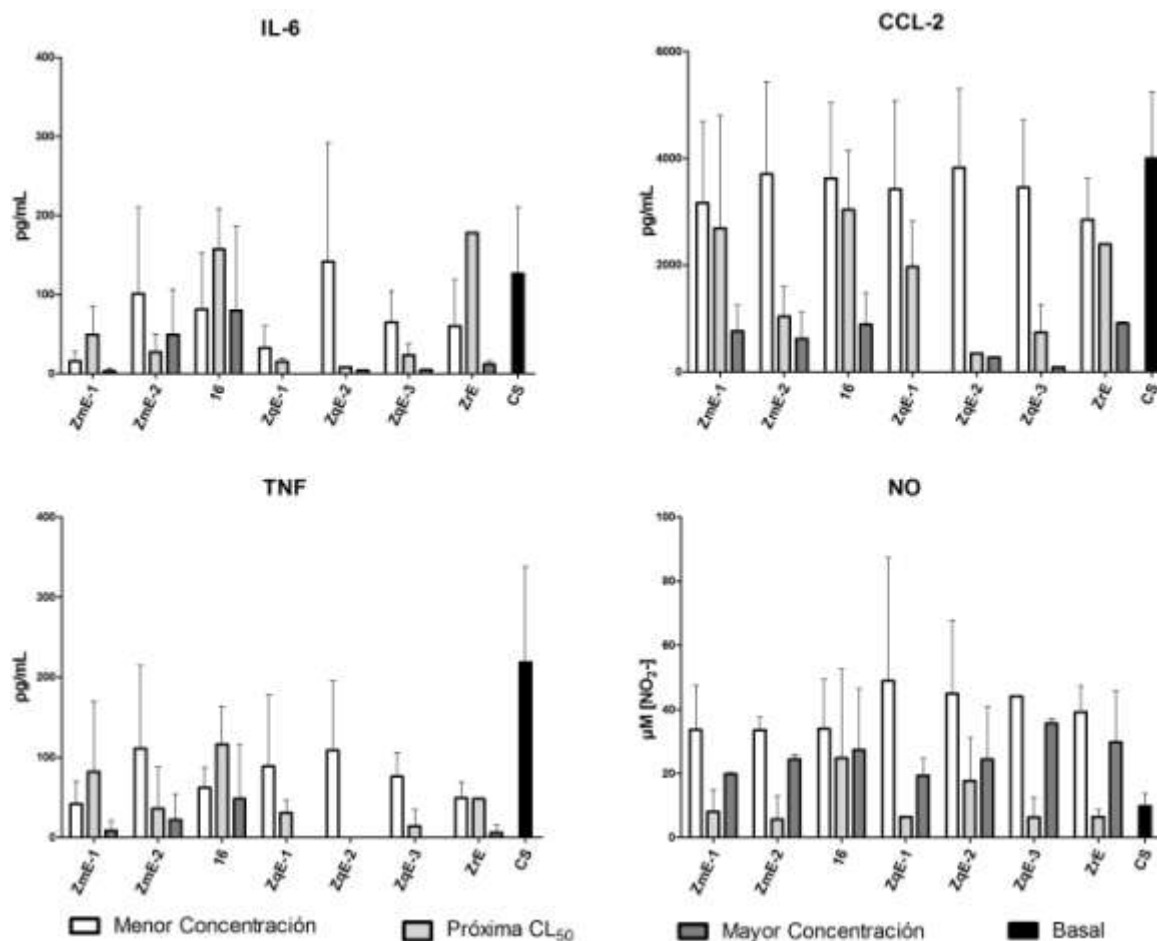 IL-6
400
300
200
100
0
pg/mL
ZmE-1
ZmE-2
16
ZqE-1
ZqE-2
ZqE-3
ZrE
CS
CCL-2
6000
4000
2000
0
pg/mL
ZmE-1
ZmE-2
16
ZqE-1
ZqE-2
ZqE-3
ZrE
CS
TNF
400
300
200
100
0
pg/mL
ZmE-1
ZmE-2
16
ZqE-1
ZqE-2
ZqE-3
ZrE
CS
NO
100
80
60
40
20
0
µM [NO₂-]
ZmE-1
ZmE-2
16
ZqE-1
ZqE-2
ZqE-3
ZrE
CS
Menor Concentración Próxima CL₅₀ Mayor Concentración Basal